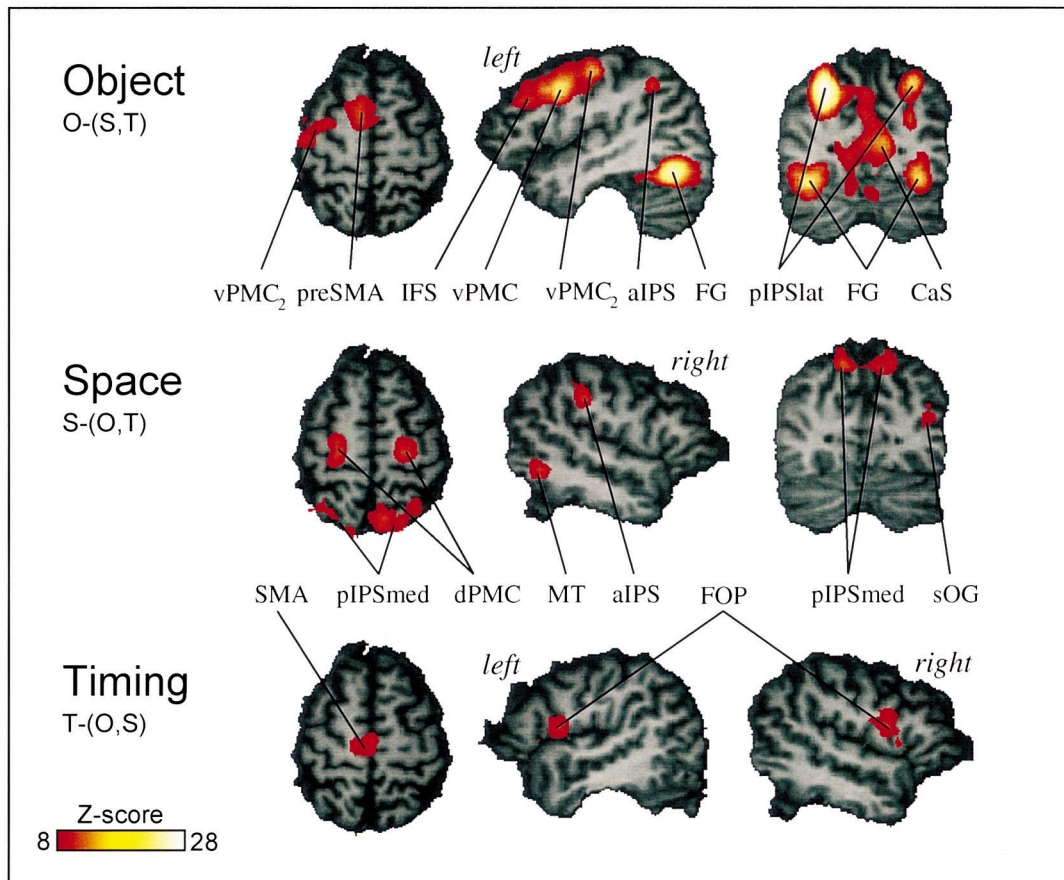 Object
O-(S,T)
left
vPMC₂ preSMA IFS vPMC vPMC₂ aIPS FG pIPSlat FG CaS
Space
S-(O,T)
right
SMA pIPSmed dPMC MT aIPS FOP pIPSmed sOG
Timing
T-(O,S)
left
right
Z-score
8 28